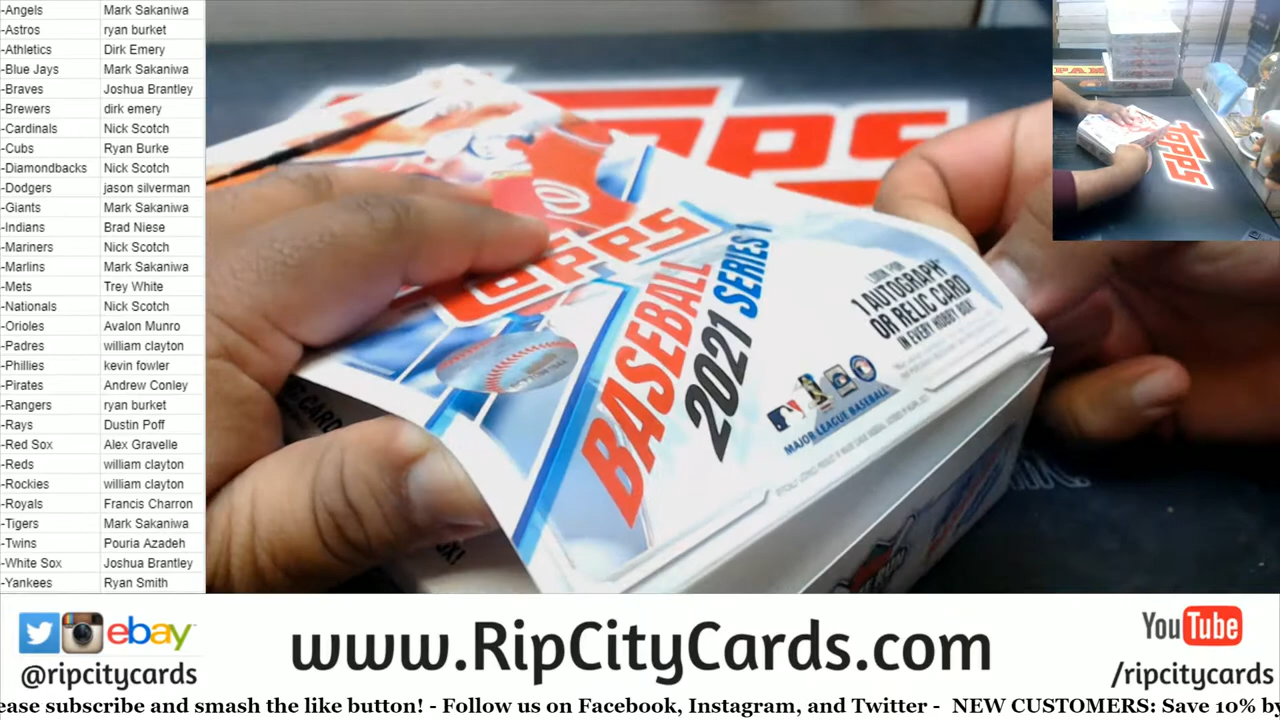 -Angels Mark Sakaniwa
-Astros ryan burket
-Athletics Dirk Emery
-Blue Jays Mark Sakaniwa
-Braves Joshua Brantley
-Brewers dirk emery
-Cardinals Nick Scotch
-Cubs Ryan Burke
-Diamondbacks Nick Scotch
-Dodgers jason silverman
-Giants Mark Sakaniwa
-Indians Brad Niese
-Mariners Nick Scotch
-Marlins Mark Sakaniwa
-Mets Trey White
-Nationals Nick Scotch
-Orioles Avalon Munro
-Padres william clayton
-Phillies kevin fowler
-Pirates Andrew Conley
-Rangers ryan burket
-Rays Dustin Poff
-Red Sox Alex Gravelle
-Reds william clayton
-Rockies william clayton
-Royals Francis Charron
-Tigers Mark Sakaniwa
-Twins Pouria Azadeh
-White Sox Joshua Brantley
-Yankees Ryan Smith
Topps
Topps
BASEBALL
2021 SERIES 1
LOOK FOR
1 AUTOGRAPH
OR RELIC CARD
IN EVERY HOBBY BOX!
MAJOR LEAGUE BASEBALL
Topps
ebay
@ripcitycards
www.RipCityCards.com
YouTube
/ripcitycards
ease subscribe and smash the like button! - Follow us on Facebook, Instagram, and Twitter - NEW CUSTOMERS: Save 10% by